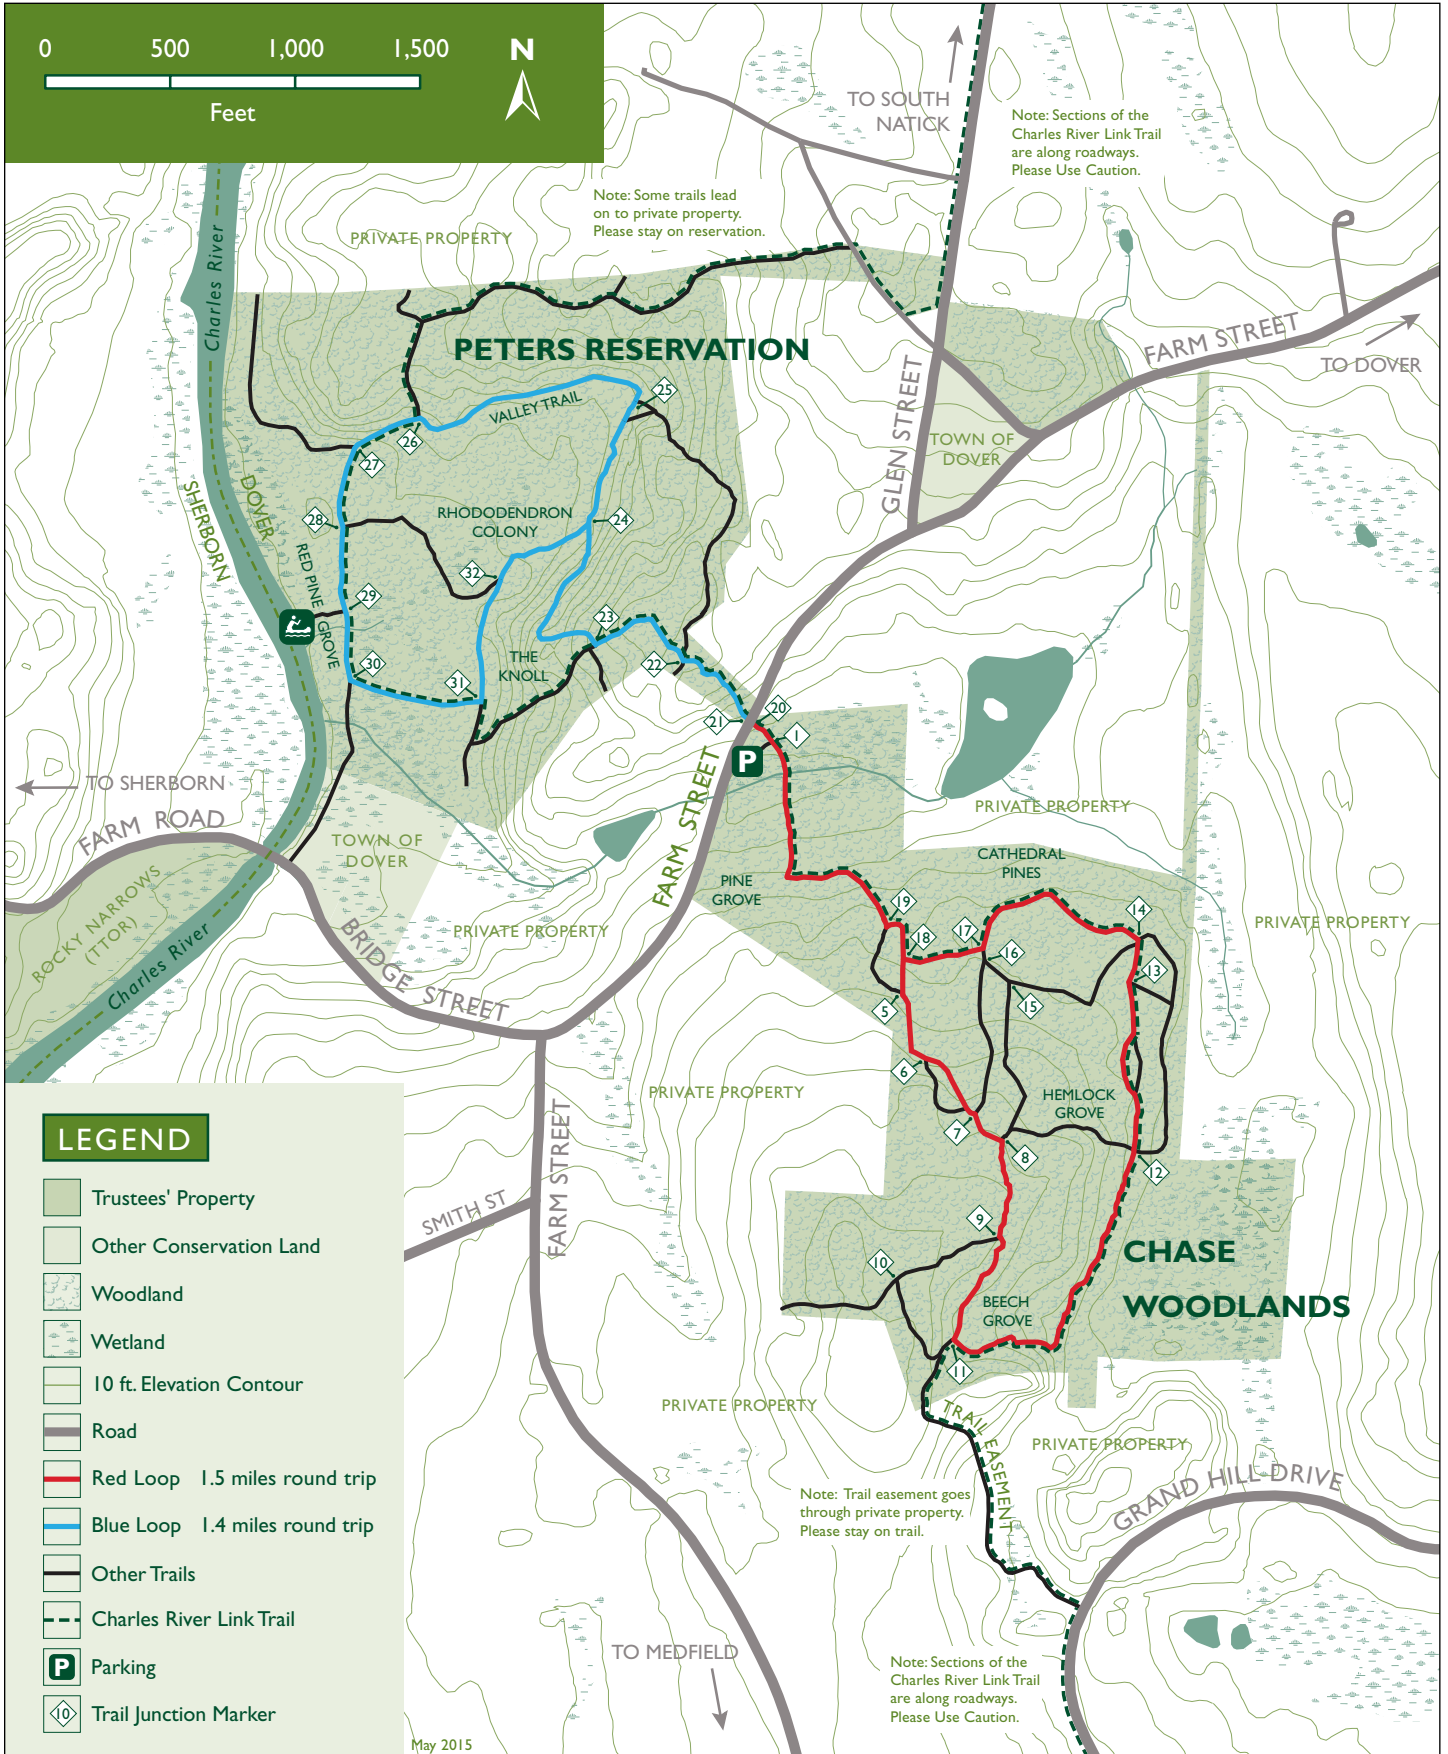 0 500 1,000 1,500
Feet
N
TO SOUTH
NATICK
Note: Sections of the
Charles River Link Trail
are along roadways.
Please Use Caution.
Note: Some trails lead
on to private property.
Please stay on reservation.
PRIVATE PROPERTY
Charles River
PETERS RESERVATION
FARM STREET
TO DOVER
GLEN STREET
TOWN OF
DOVER
VALLEY TRAIL
25
26
27
28
RHODODENDRON
COLONY
24
SHERBORN
DOVER
RED PINE GROVE
32
29
23
30
31
THE
KNOLL
22
21
20
1
P
FARM STREET
TO SHERBORN
FARM ROAD
TOWN OF
DOVER
ROCKY NARROWS
(TTOR)
Charles River
BRIDGE STREET
PRIVATE PROPERTY
PRIVATE PROPERTY
PINE
GROVE
CATHEDRAL
PINES
19
18
17
16
15
14
13
PRIVATE PROPERTY
5
6
7
8
HEMLOCK
GROVE
12
PRIVATE PROPERTY
9
10
BEECH
GROVE
11
CHASE
WOODLANDS
FARM STREET
SMITH ST
PRIVATE PROPERTY
TRAIL EASEMENT
PRIVATE PROPERTY
GRAND HILL DRIVE
Note: Trail easement goes
through private property.
Please stay on trail.
TO MEDFIELD
Note: Sections of the
Charles River Link Trail
are along roadways.
Please Use Caution.
LEGEND
Trustees' Property
Other Conservation Land
Woodland
Wetland
10 ft. Elevation Contour
Road
Red Loop 1.5 miles round trip
Blue Loop 1.4 miles round trip
Other Trails
Charles River Link Trail
P Parking
10 Trail Junction Marker
May 2015